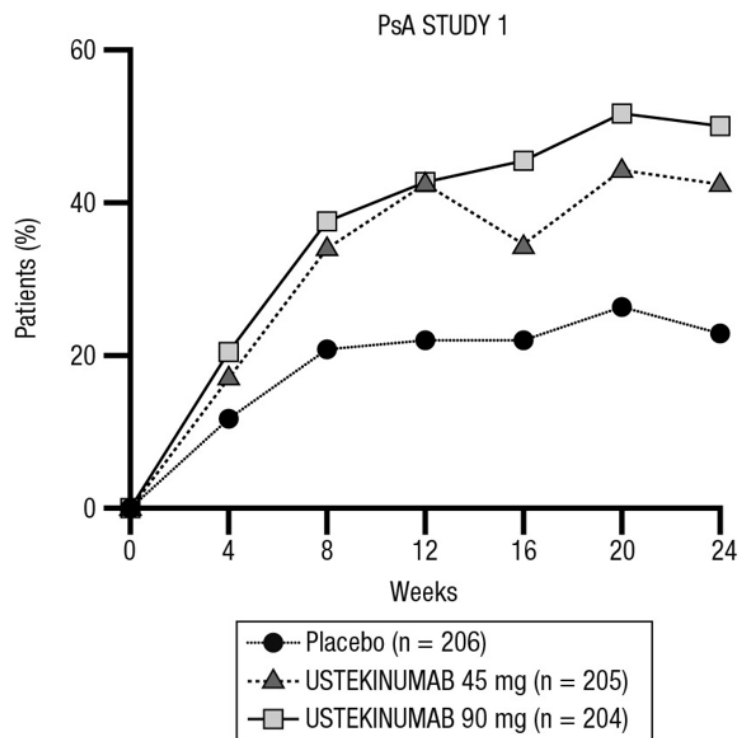 PsA STUDY 1
60
40
20
0
Patients (%)
0 4 8 12 16 20 24
Weeks
Placebo (n = 206)
USTEKINUMAB 45 mg (n = 205)
USTEKINUMAB 90 mg (n = 204)